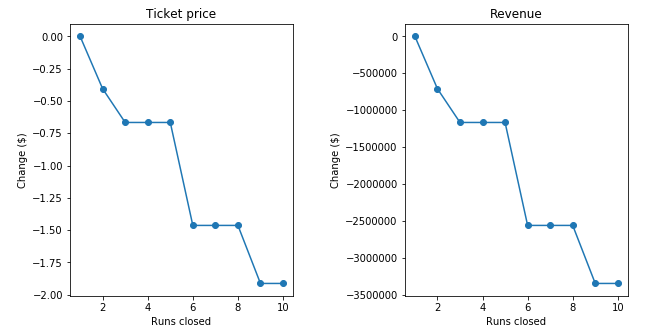 Ticket price
Change ($)
0.00
−0.25
−0.50
−0.75
−1.00
−1.25
−1.50
−1.75
−2.00
2 4 6 8 10
Runs closed
Revenue
Change ($)
0
−500000
−1000000
−1500000
−2000000
−2500000
−3000000
−3500000
2 4 6 8 10
Runs closed